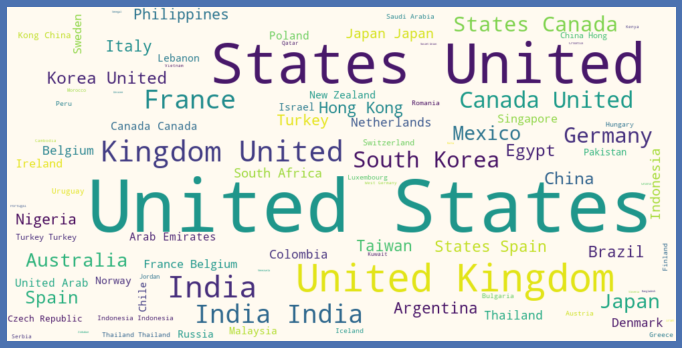 Philippines
Saudi Arabia
Kenya
Kong China
Sweden
Italy
Poland
Qatar
Japan Japan
States Canada
China Hong
Lebanon
Vietnam
States United
Korea United
France
New Zealand
Israel
Hong Kong
Romania
Canada United
Peru
Turkey
Singapore
Canada Canada
Netherlands
Mexico
Hungary
Germany
Belgium
Kingdom United
Switzerland
South Korea
Egypt
Pakistan
Ireland
South Africa
Luxembourg
China
Indonesia
Uruguay
United States
Nigeria
Turkey Turkey
Arab Emirates
Taiwan
States Spain
Brazil
Finland
Colombia
Kuwait
Australia
France Belgium
United Kingdom
United Arab
Norway
Jordan
Chile
India
Spain
Bulgaria
Japan
Argentina
Thailand
Austria
Czech Republic
Indonesia Indonesia
India India
Denmark
Serbia
Thailand Thailand
Russia
Malaysia
Iceland
Greece